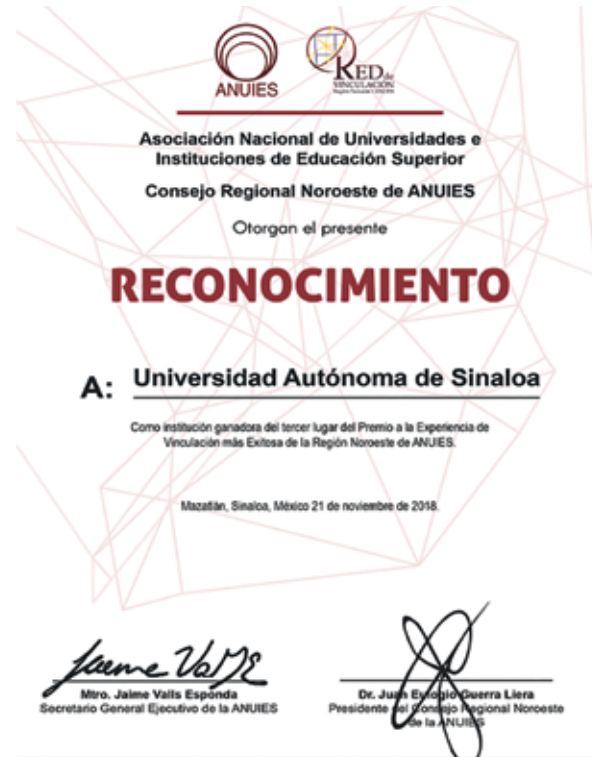 ANUIES
RED de
VINCULACIÓN
Asociación Nacional de Universidades e
Instituciones de Educación Superior
Consejo Regional Noroeste de ANUIES
Otorgan el presente
RECONOCIMIENTO
A: Universidad Autónoma de Sinaloa
Como institución ganadora del tercer lugar del Premio a la Experiencia de
Vinculación más Exitosa de la Región Noroeste de ANUIES.
Mazatlán, Sinaloa, México 21 de noviembre de 2018.
Mtro. Jaime Valls Esponda
Secretario General Ejecutivo de la ANUIES
Dr. Juan Eulogio Guerra Liera
Presidente del Consejo Regional Noroeste
de la ANUIES